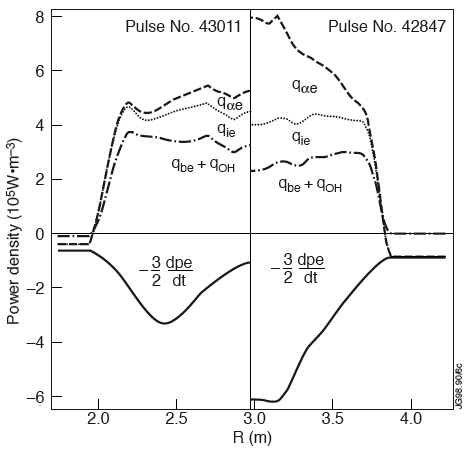 Pulse No. 43011
Pulse No. 42847
8
6
4
2
0
−2
−4
−6
Power density (10⁵W•m⁻³)
qαe
qie
qbe + qOH
−3/2 dpe/dt
qαe
qie
qbe + qOH
−3/2 dpe/dt
2.0 2.5 3.0 3.5 4.0
R (m)
JG98.90/6c